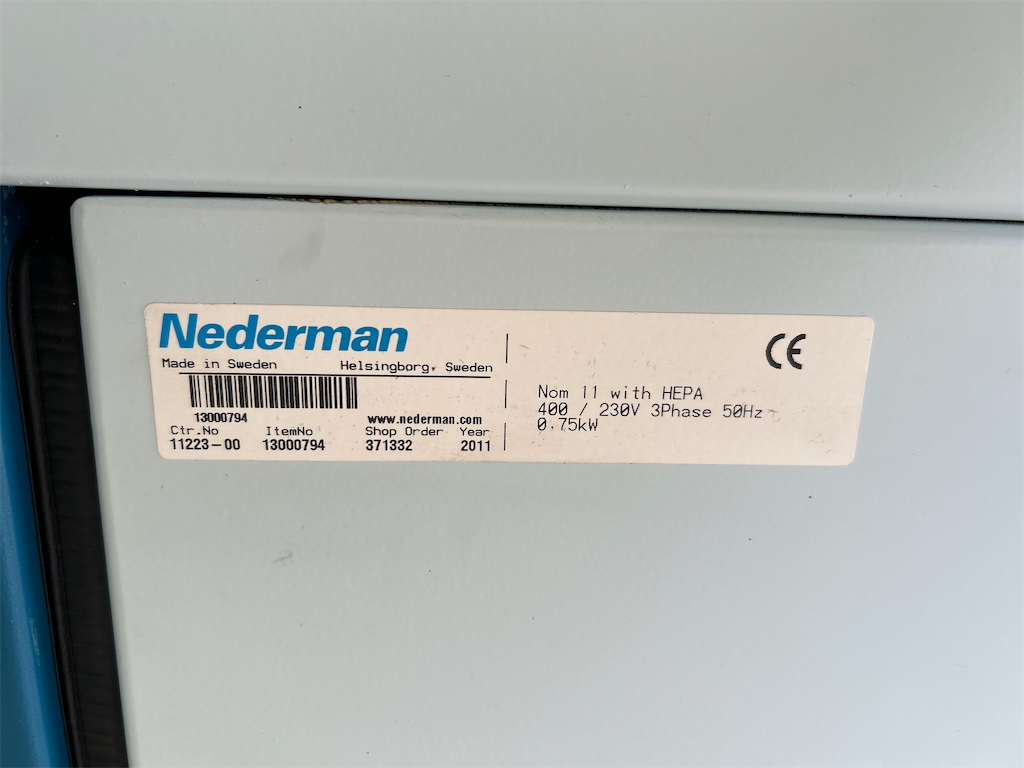 Nederman
Made in Sweden Helsingborg, Sweden
13000794 www.nederman.com
Ctr.No ItemNo Shop Order Year
11223-00 13000794 371332 2011
CE
Nom 11 with HEPA
400 / 230V 3Phase 50Hz
0.75kW